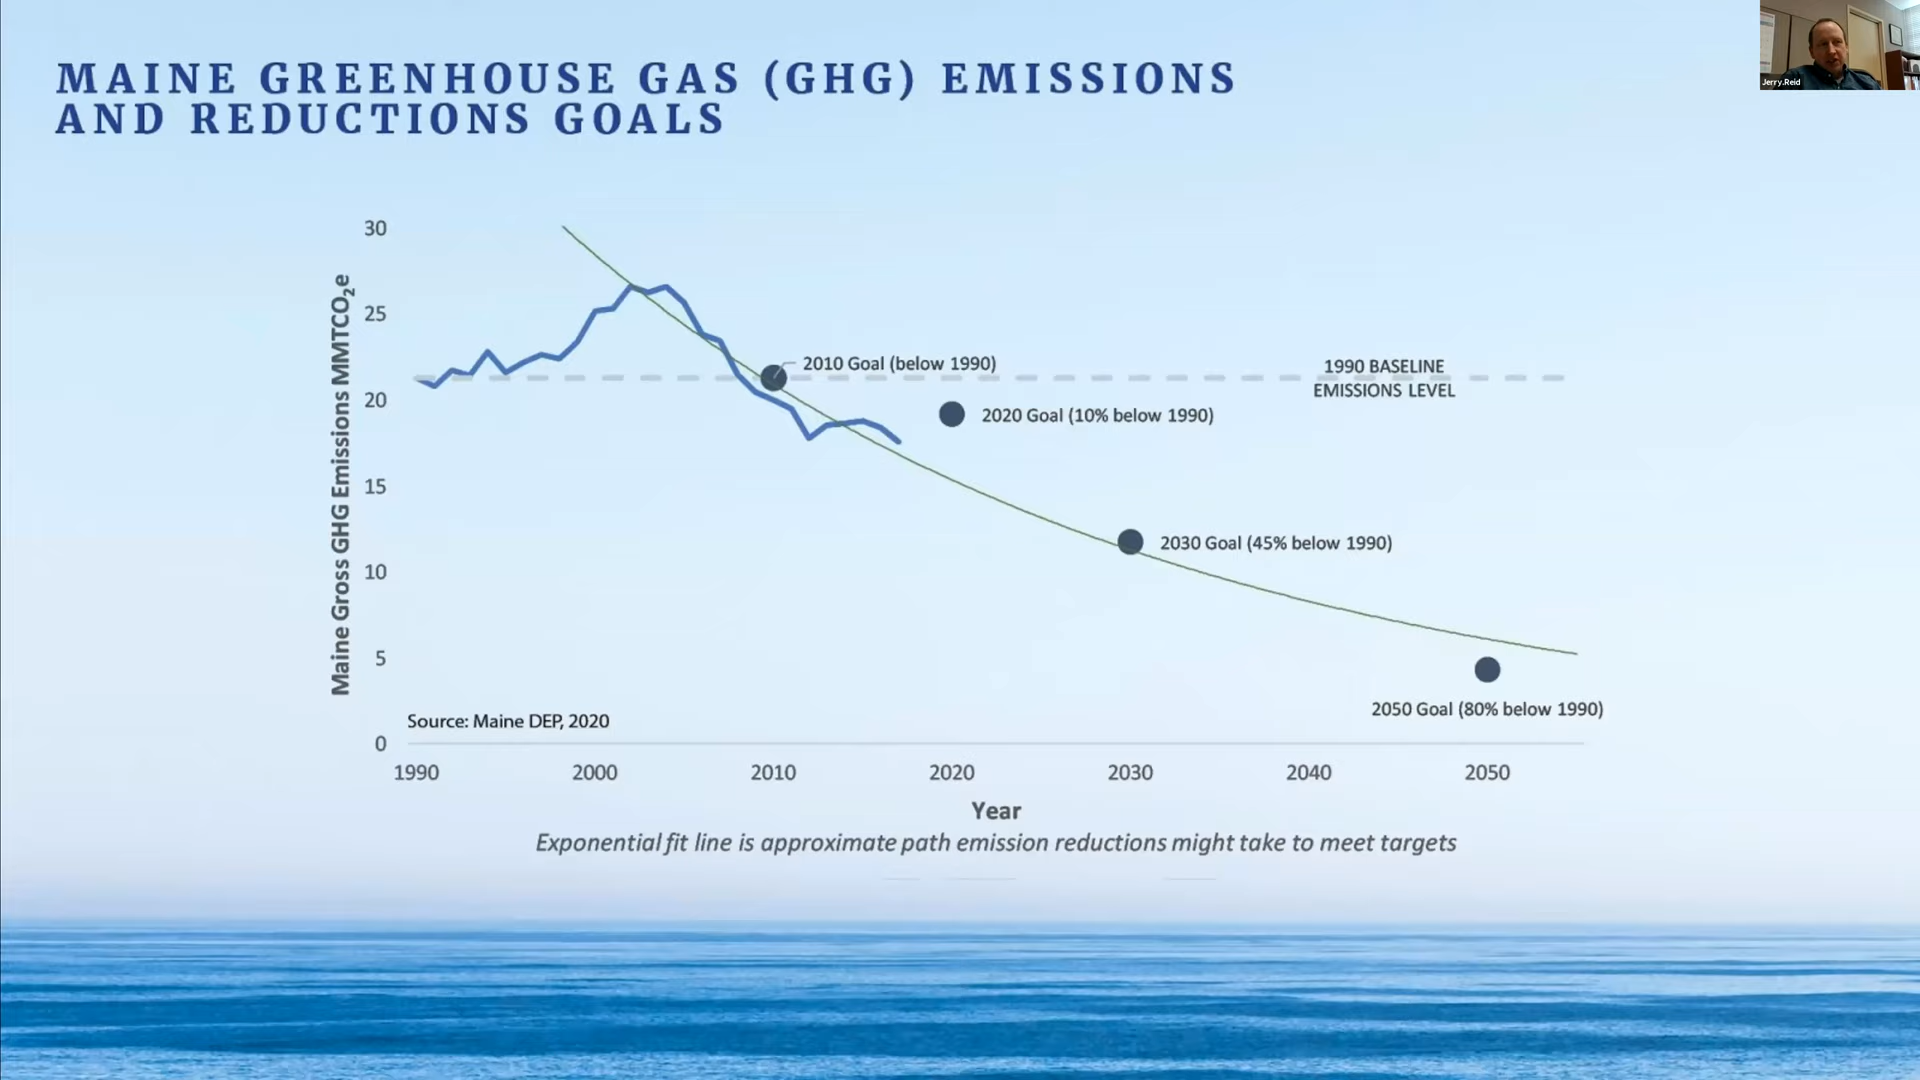 MAINE GREENHOUSE GAS (GHG) EMISSIONS
AND REDUCTIONS GOALS
Jerry.Reid
Maine Gross GHG Emissions MMTCO₂e
30
25
20
15
10
5
0
2010 Goal (below 1990)
1990 BASELINE
EMISSIONS LEVEL
2020 Goal (10% below 1990)
2030 Goal (45% below 1990)
2050 Goal (80% below 1990)
Source: Maine DEP, 2020
1990 2000 2010 2020 2030 2040 2050
Year
Exponential fit line is approximate path emission reductions might take to meet targets